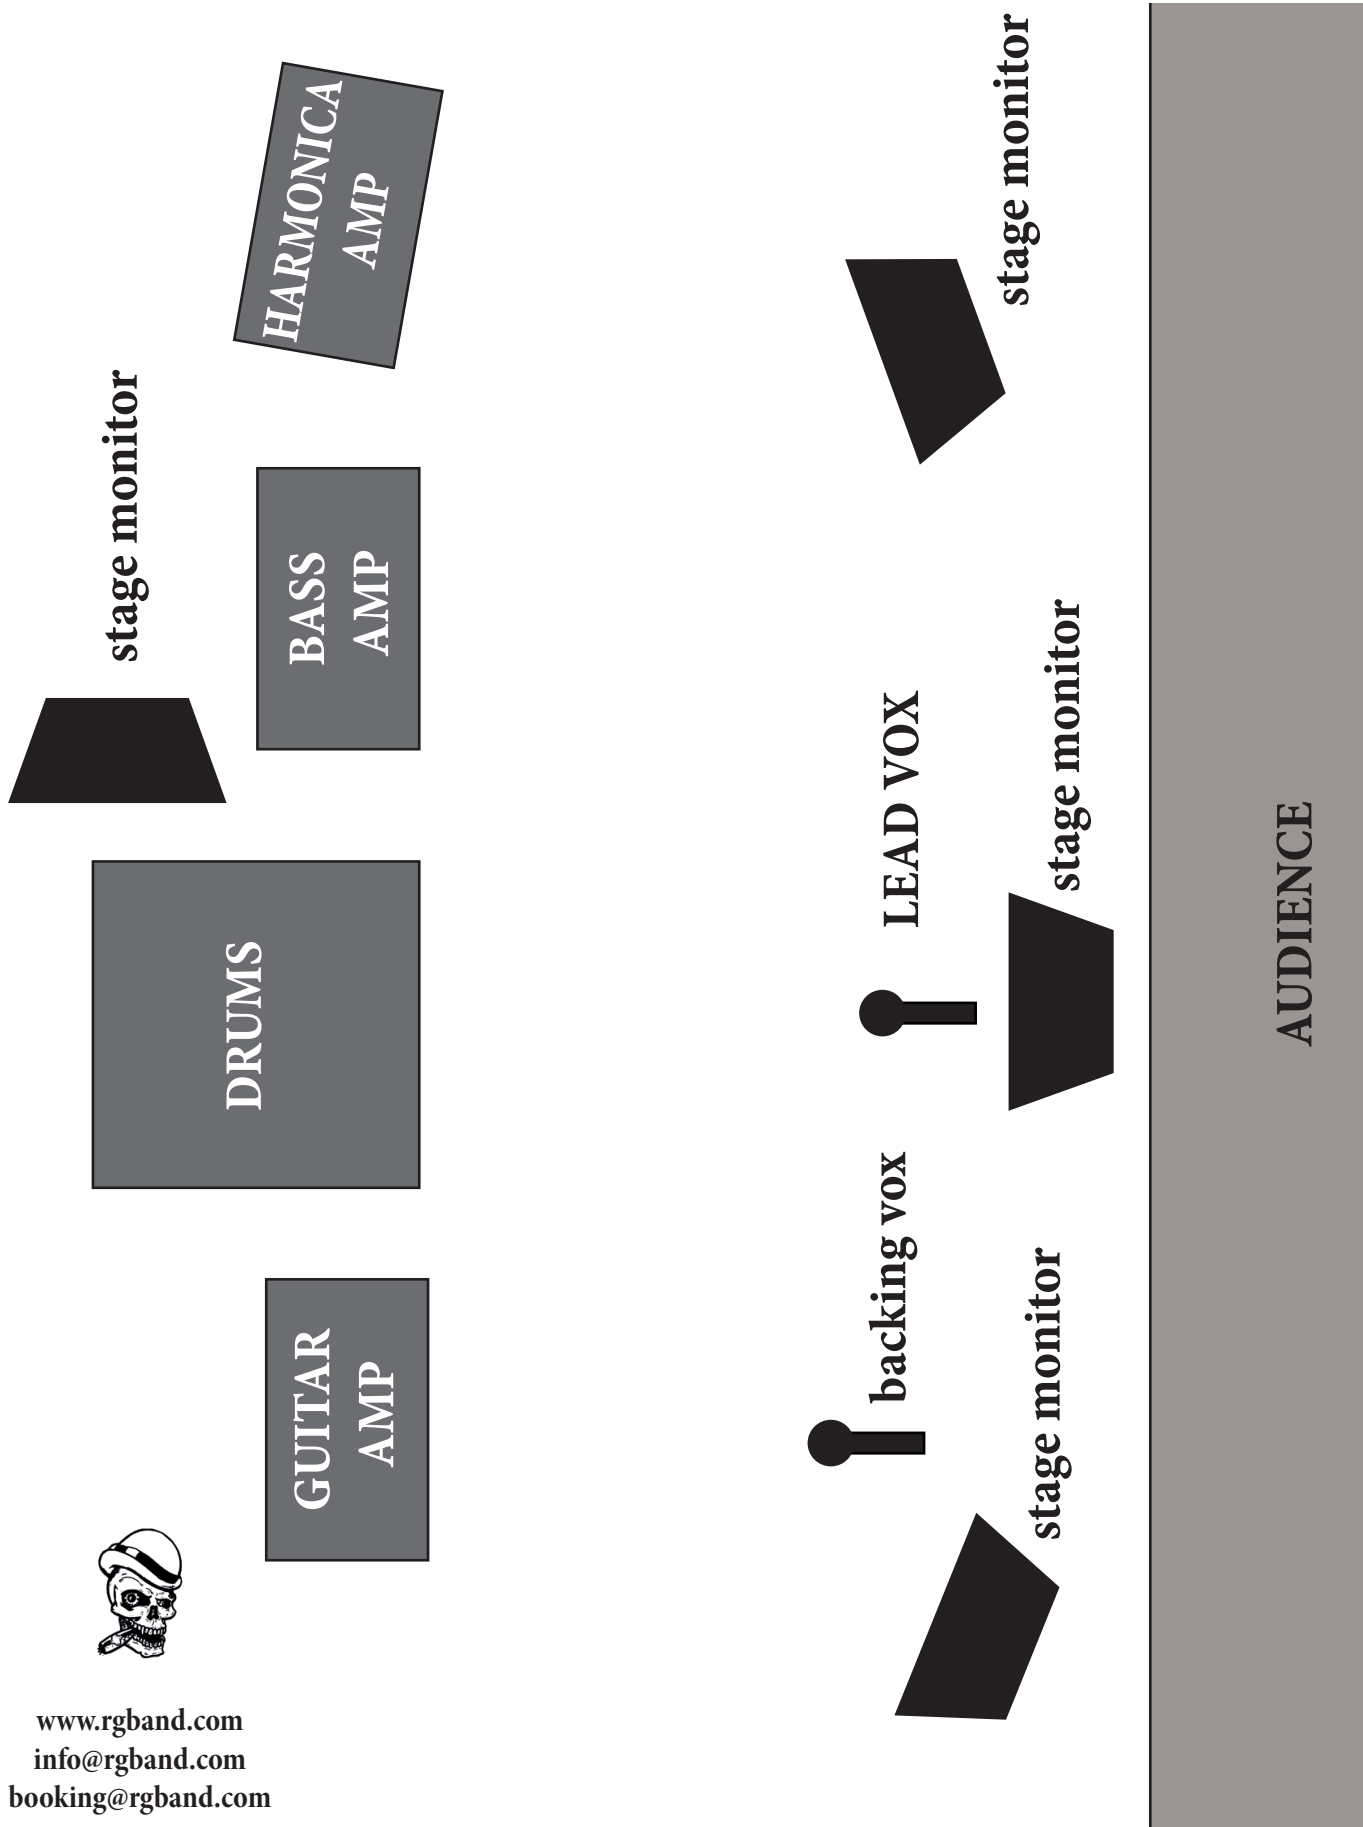 HARMONICA
AMP
stage monitor
stage monitor
BASS
AMP
LEAD VOX
stage monitor
DRUMS
AUDIENCE
backing vox
stage monitor
GUITAR
AMP
www.rgband.com
info@rgband.com
booking@rgband.com